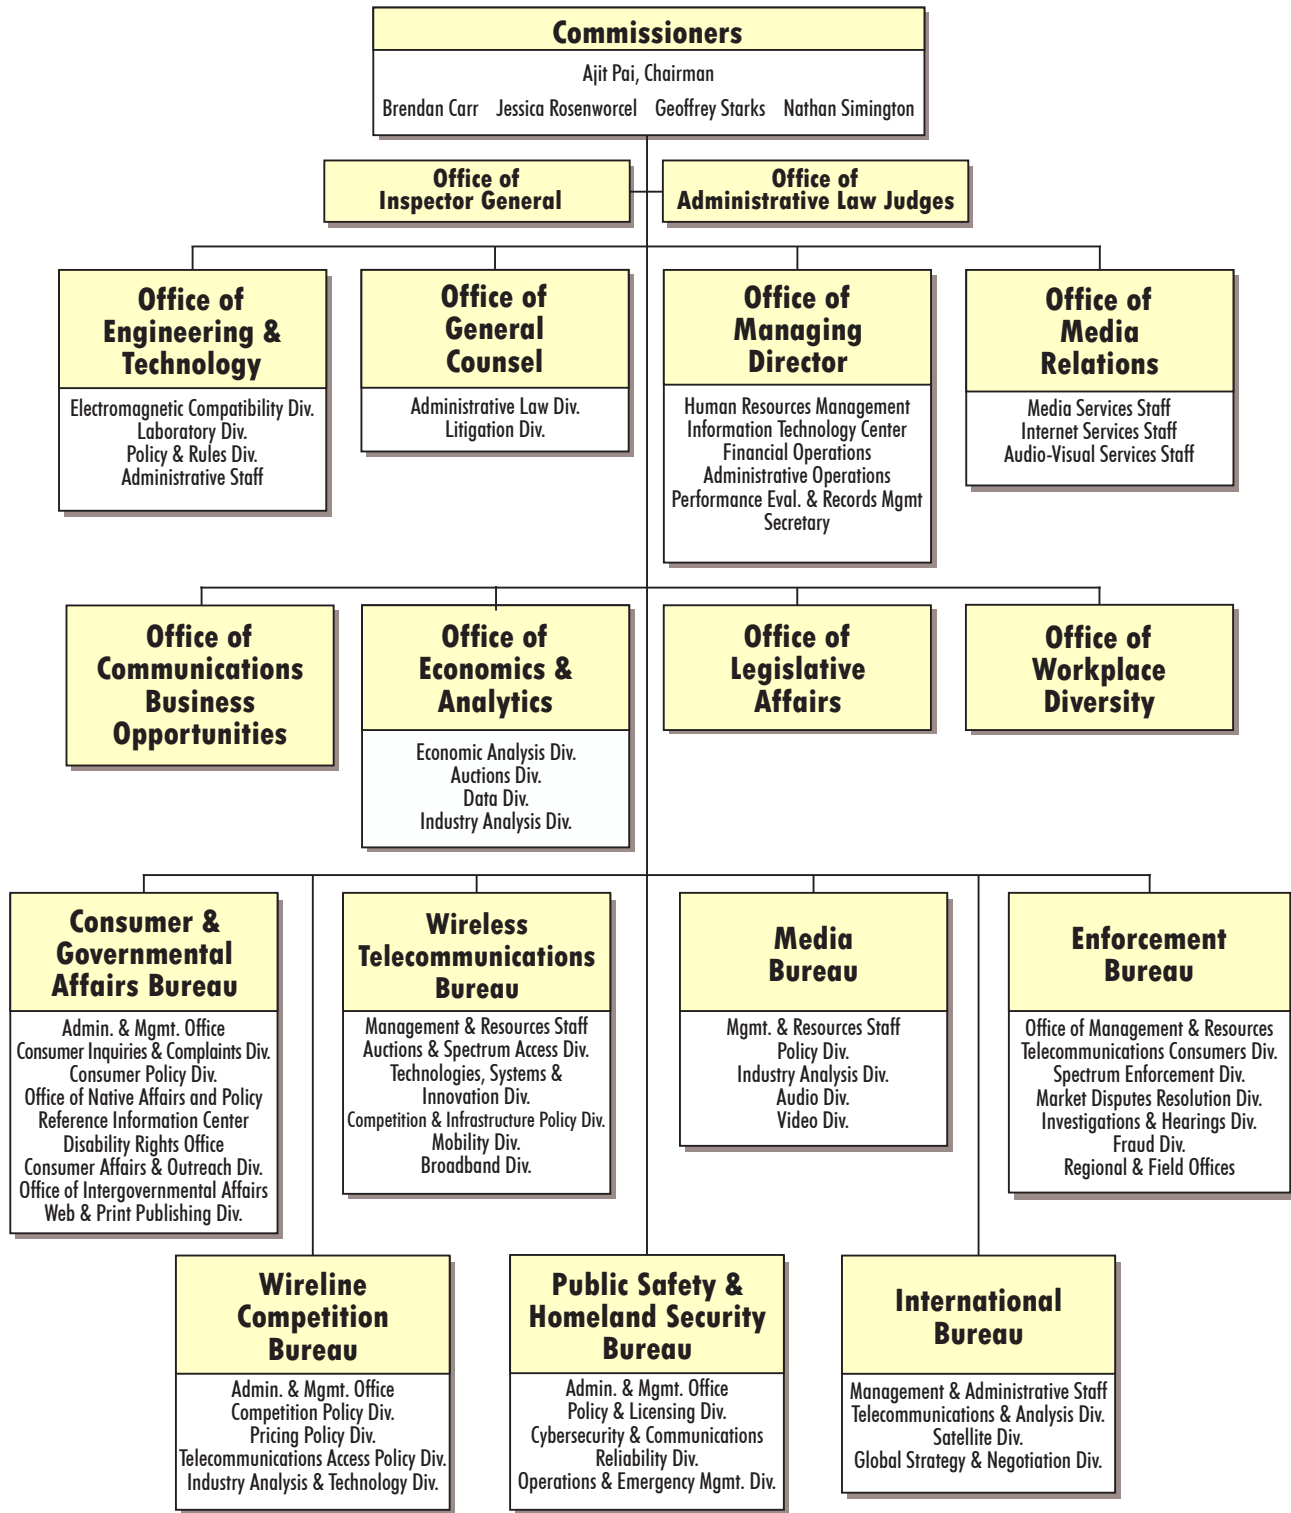 Commissioners
Ajit Pai, Chairman
Brendan Carr Jessica Rosenworcel Geoffrey Starks Nathan Simington
Office of
Inspector General
Office of
Administrative Law Judges
Office of
Engineering &
Technology
Electromagnetic Compatibility Div.
Laboratory Div.
Policy & Rules Div.
Administrative Staff
Office of
General
Counsel
Administrative Law Div.
Litigation Div.
Office of
Managing
Director
Human Resources Management
Information Technology Center
Financial Operations
Administrative Operations
Performance Eval. & Records Mgmt
Secretary
Office of
Media
Relations
Media Services Staff
Internet Services Staff
Audio-Visual Services Staff
Office of
Communications
Business
Opportunities
Office of
Economics &
Analytics
Economic Analysis Div.
Auctions Div.
Data Div.
Industry Analysis Div.
Office of
Legislative
Affairs
Office of
Workplace
Diversity
Consumer &
Governmental
Affairs Bureau
Admin. & Mgmt. Office
Consumer Inquiries & Complaints Div.
Consumer Policy Div.
Office of Native Affairs and Policy
Reference Information Center
Disability Rights Office
Consumer Affairs & Outreach Div.
Office of Intergovernmental Affairs
Web & Print Publishing Div.
Wireless
Telecommunications
Bureau
Management & Resources Staff
Auctions & Spectrum Access Div.
Technologies, Systems &
Innovation Div.
Competition & Infrastructure Policy Div.
Mobility Div.
Broadband Div.
Media
Bureau
Mgmt. & Resources Staff
Policy Div.
Industry Analysis Div.
Audio Div.
Video Div.
Enforcement
Bureau
Office of Management & Resources
Telecommunications Consumers Div.
Spectrum Enforcement Div.
Market Disputes Resolution Div.
Investigations & Hearings Div.
Fraud Div.
Regional & Field Offices
Wireline
Competition
Bureau
Admin. & Mgmt. Office
Competition Policy Div.
Pricing Policy Div.
Telecommunications Access Policy Div.
Industry Analysis & Technology Div.
Public Safety &
Homeland Security
Bureau
Admin. & Mgmt. Office
Policy & Licensing Div.
Cybersecurity & Communications
Reliability Div.
Operations & Emergency Mgmt. Div.
International
Bureau
Management & Administrative Staff
Telecommunications & Analysis Div.
Satellite Div.
Global Strategy & Negotiation Div.